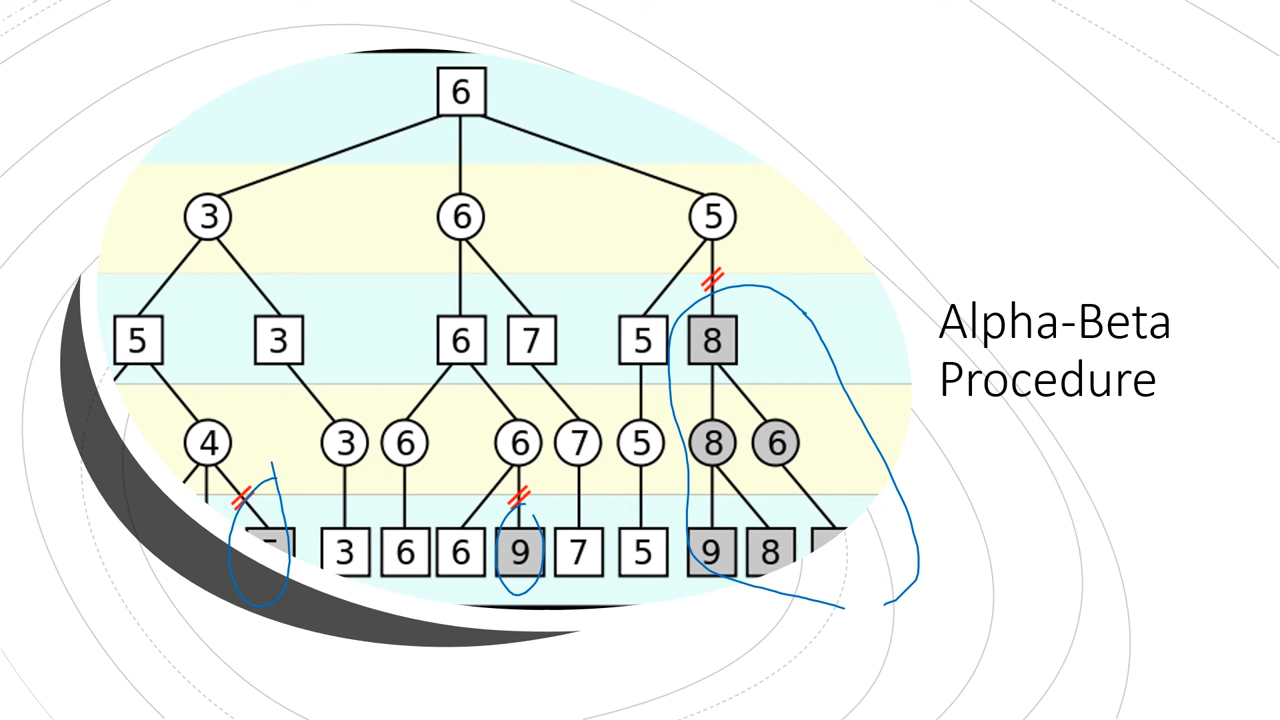 6
3 6 5
5 3 6 7 5 8
4 3 6 6 7 5 8 6
3 6 6 9 7 5 9 8
Alpha-Beta
Procedure